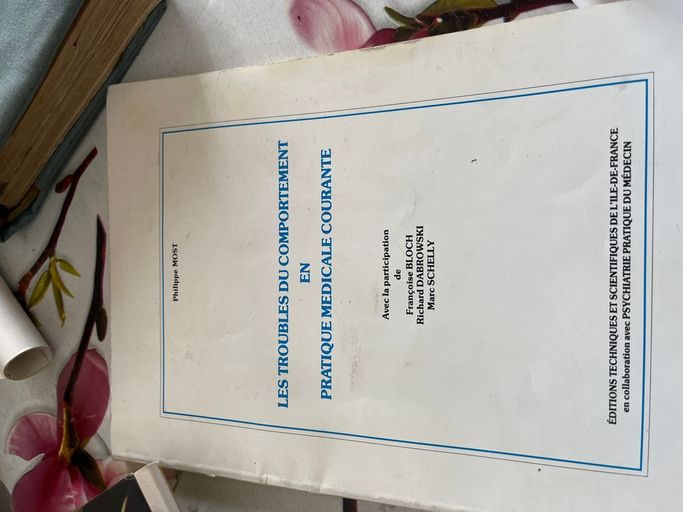 Philippe MOST
LES TROUBLES DU COMPORTEMENT
EN
PRATIQUE MEDICALE COURANTE
Avec la participation
de
Françoise BLOCH
Richard DABROWSKI
Marc SCHELLY
ÉDITIONS TECHNIQUES ET SCIENTIFIQUES DE L'ILE-DE-FRANCE
en collaboration avec PSYCHIATRIE PRATIQUE DU MÉDECIN